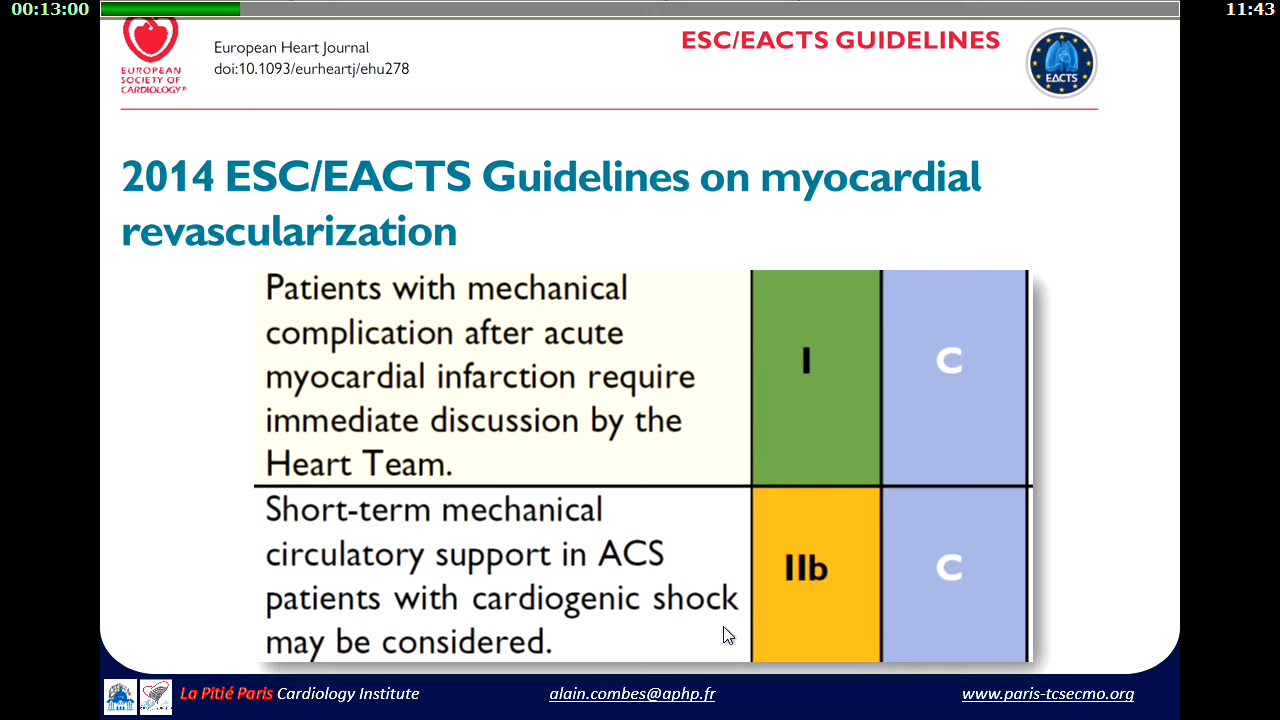 00:13:00
11:43
EUROPEAN
SOCIETY OF
CARDIOLOGY®
European Heart Journal
doi:10.1093/eurheartj/ehu278
ESC/EACTS GUIDELINES
EACTS
2014 ESC/EACTS Guidelines on myocardial
revascularization
Patients with mechanical
complication after acute
myocardial infarction require
immediate discussion by the
Heart Team.
I
C
Short-term mechanical
circulatory support in ACS
patients with cardiogenic shock
may be considered.
IIb
C
La Pitié Paris Cardiology Institute
alain.combes@aphp.fr
www.paris-tcsecmo.org